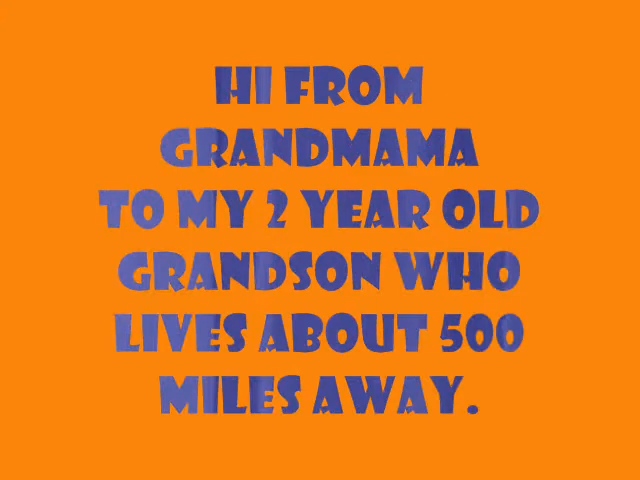 HI FROM
GRANDMAMA
TO MY 2 YEAR OLD
GRANDSON WHO
LIVES ABOUT 500
MILES AWAY.